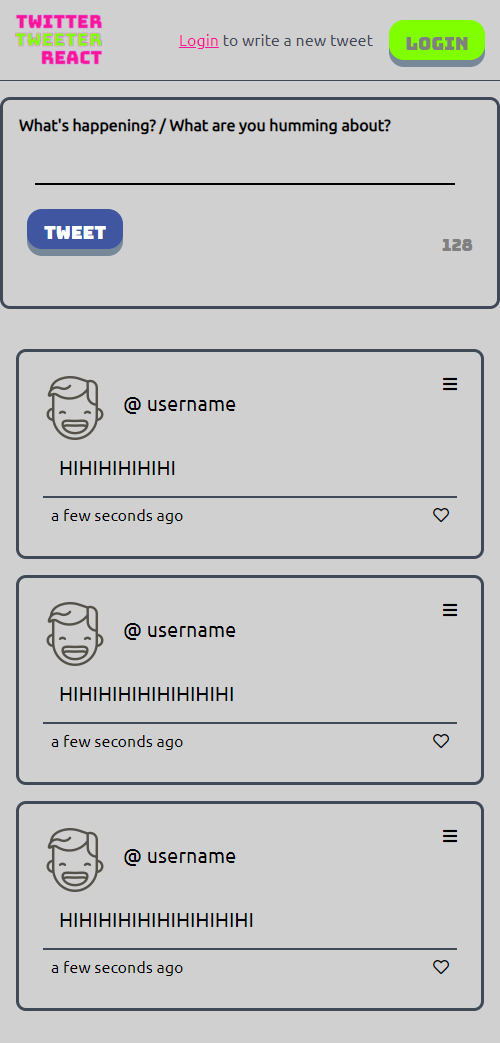 TWITTER
TWEETER
REACT
Login to write a new tweet
LOGIN
What's happening? / What are you humming about?
TWEET
128
@ username
HIHIHIHIHIHI
a few seconds ago
@ username
HIHIHIHIHIHIHIHIHI
a few seconds ago
@ username
HIHIHIHIHIHIHIHIHIHI
a few seconds ago